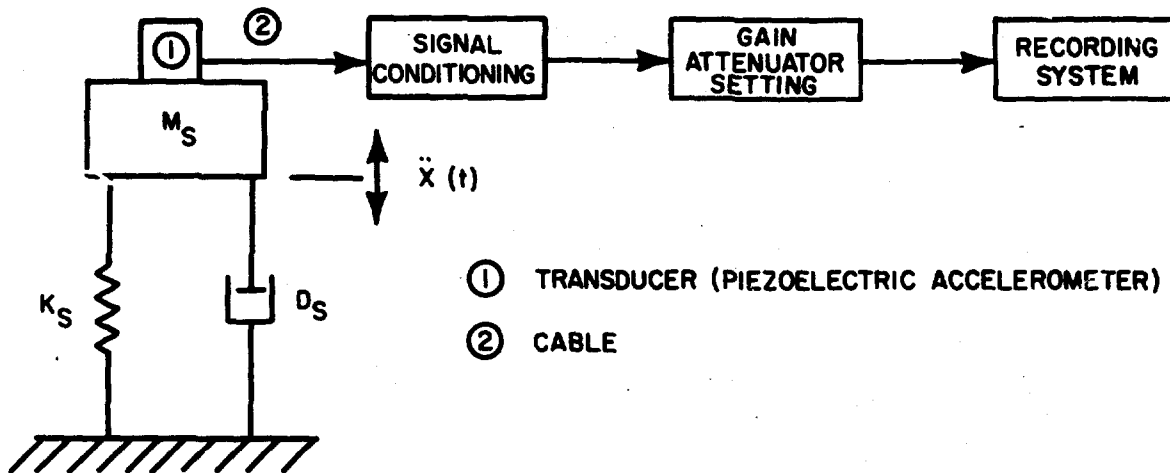 ①
②
SIGNAL
CONDITIONING
GAIN
ATTENUATOR
SETTING
RECORDING
SYSTEM
M_S
ẍ (t)
K_S
D_S
① TRANSDUCER (PIEZOELECTRIC ACCELEROMETER)
② CABLE